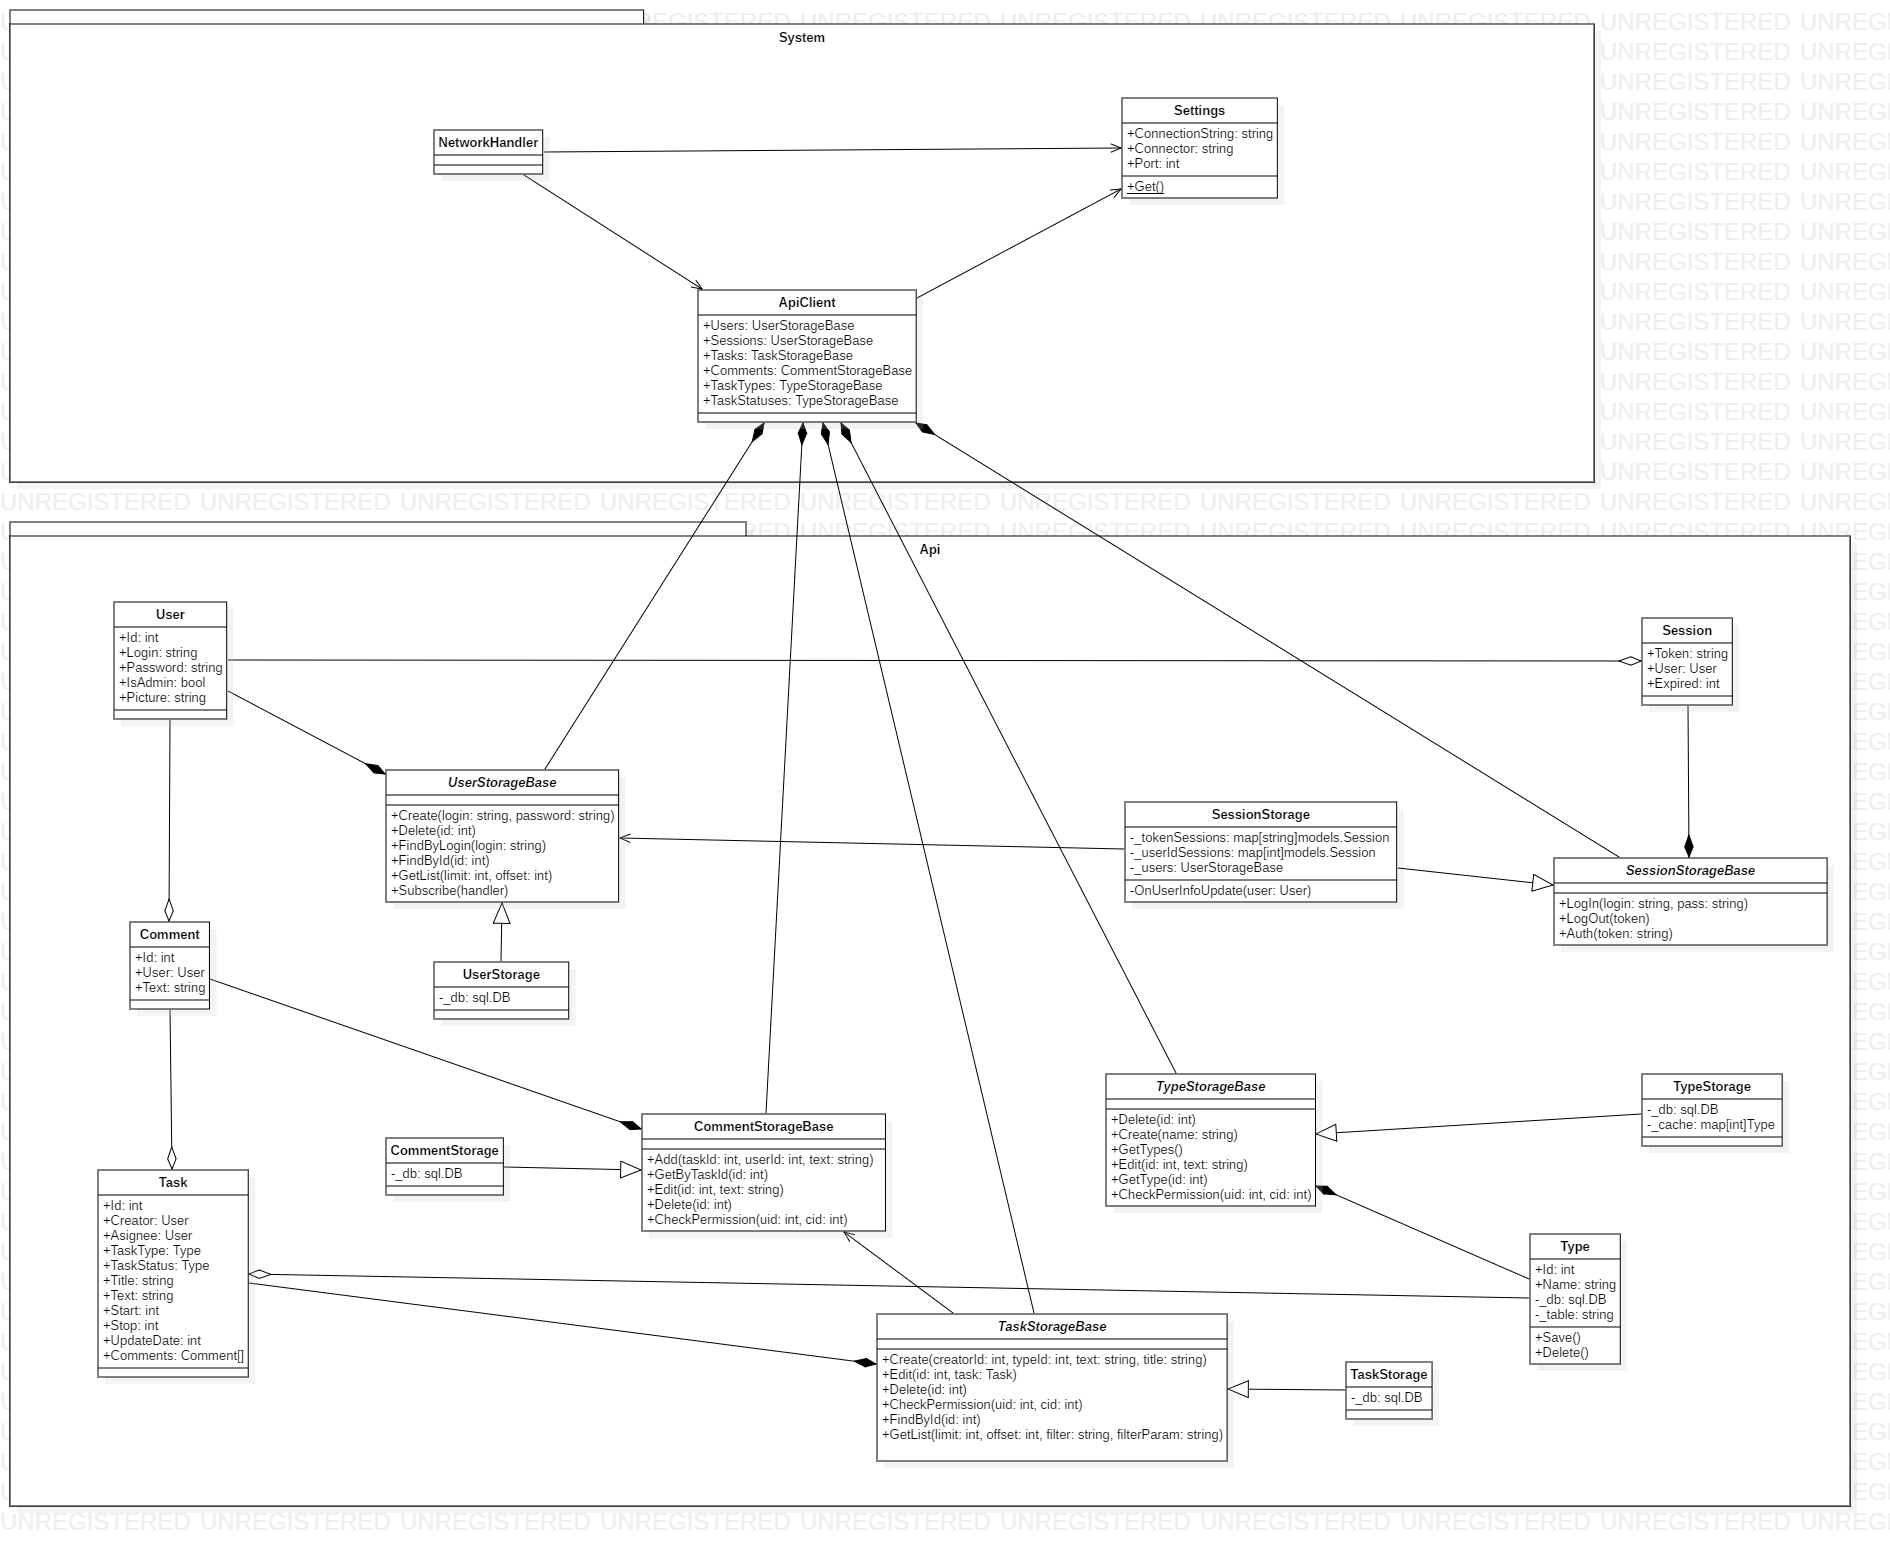 System
NetworkHandler
Settings
+ConnectionString: string
+Connector: string
+Port: int
+Get()
ApiClient
+Users: UserStorageBase
+Sessions: UserStorageBase
+Tasks: TaskStorageBase
+Comments: CommentStorageBase
+TaskTypes: TypeStorageBase
+TaskStatuses: TypeStorageBase
Api
User
+Id: int
+Login: string
+Password: string
+IsAdmin: bool
+Picture: string
Session
+Token: string
+User: User
+Expired: int
UserStorageBase
+Create(login: string, password: string)
+Delete(id: int)
+FindByLogin(login: string)
+FindById(id: int)
+GetList(limit: int, offset: int)
+Subscribe(handler)
SessionStorage
-_tokenSessions: map[string]models.Session
-_userIdSessions: map[int]models.Session
-_users: UserStorageBase
-OnUserInfoUpdate(user: User)
SessionStorageBase
+LogIn(login: string, pass: string)
+LogOut(token)
+Auth(token: string)
Comment
+Id: int
+User: User
+Text: string
UserStorage
-_db: sql.DB
TypeStorageBase
+Delete(id: int)
+Create(name: string)
+GetTypes()
+Edit(id: int, text: string)
+GetType(id: int)
+CheckPermission(uid: int, cid: int)
TypeStorage
-_db: sql.DB
-_cache: map[int]Type
CommentStorage
-_db: sql.DB
CommentStorageBase
+Add(taskId: int, userId: int, text: string)
+GetByTaskId(id: int)
+Edit(id: int, text: string)
+Delete(id: int)
+CheckPermission(uid: int, cid: int)
Task
+Id: int
+Creator: User
+Asignee: User
+TaskType: Type
+TaskStatus: Type
+Title: string
+Text: string
+Start: int
+Stop: int
+UpdateDate: int
+Comments: Comment[]
Type
+Id: int
+Name: string
-_db: sql.DB
-_table: string
+Save()
+Delete()
TaskStorageBase
+Create(creatorId: int, typeId: int, text: string, title: string)
+Edit(id: int, task: Task)
+Delete(id: int)
+CheckPermission(uid: int, cid: int)
+FindById(id: int)
+GetList(limit: int, offset: int, filter: string, filterParam: string)
TaskStorage
-_db: sql.DB
UNREGISTERED UNREGISTERED UNREGISTERED UNREGISTERED UNREGISTERED UNREGISTERED UNREGISTERED UNREGISTERED UNREGISTERED